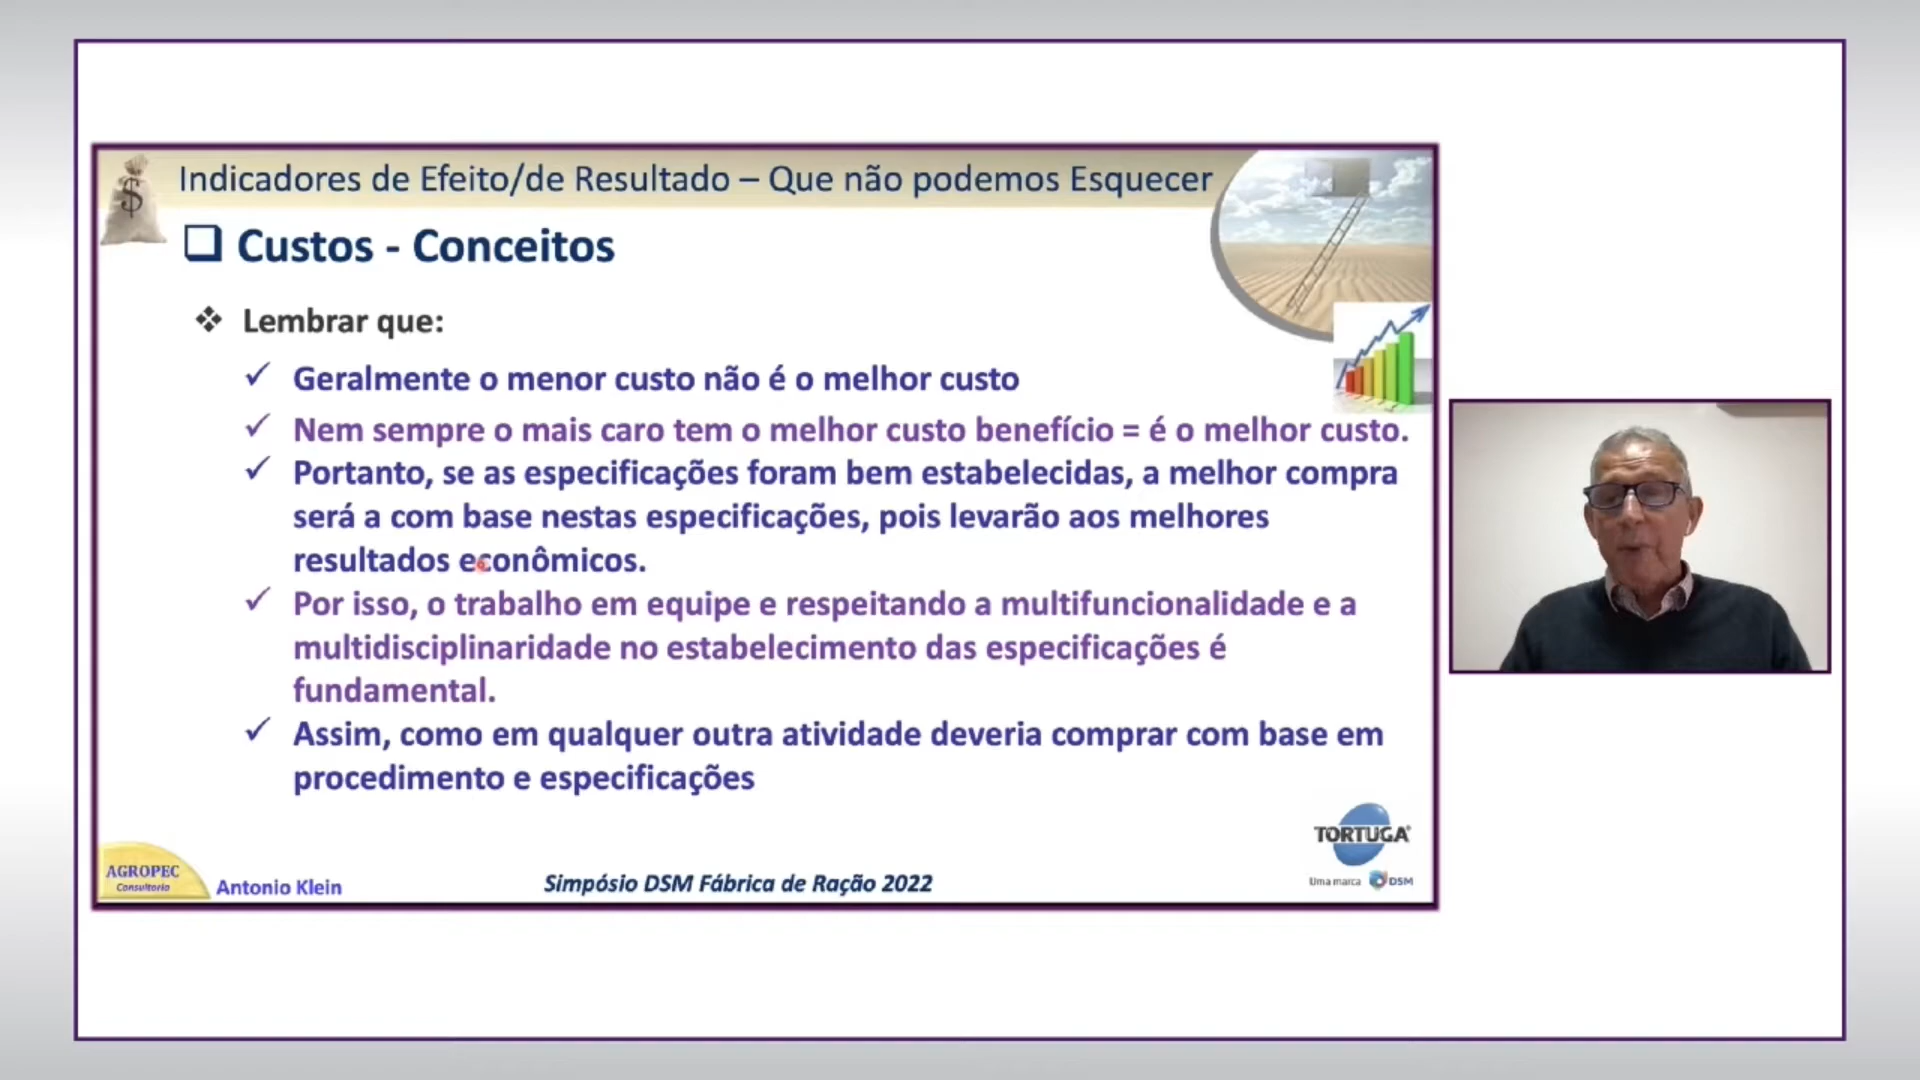 Indicadores de Efeito/de Resultado – Que não podemos Esquecer
$
Custos - Conceitos
Lembrar que:
Geralmente o menor custo não é o melhor custo
Nem sempre o mais caro tem o melhor custo benefício = é o melhor custo.
Portanto, se as especificações foram bem estabelecidas, a melhor compra
será a com base nestas especificações, pois levarão aos melhores
resultados econômicos.
Por isso, o trabalho em equipe e respeitando a multifuncionalidade e a
multidisciplinaridade no estabelecimento das especificações é
fundamental.
Assim, como em qualquer outra atividade deveria comprar com base em
procedimento e especificações
AGROPEC
Consultoria
Antonio Klein
Simpósio DSM Fábrica de Ração 2022
TORTUGA®
Uma marca DSM